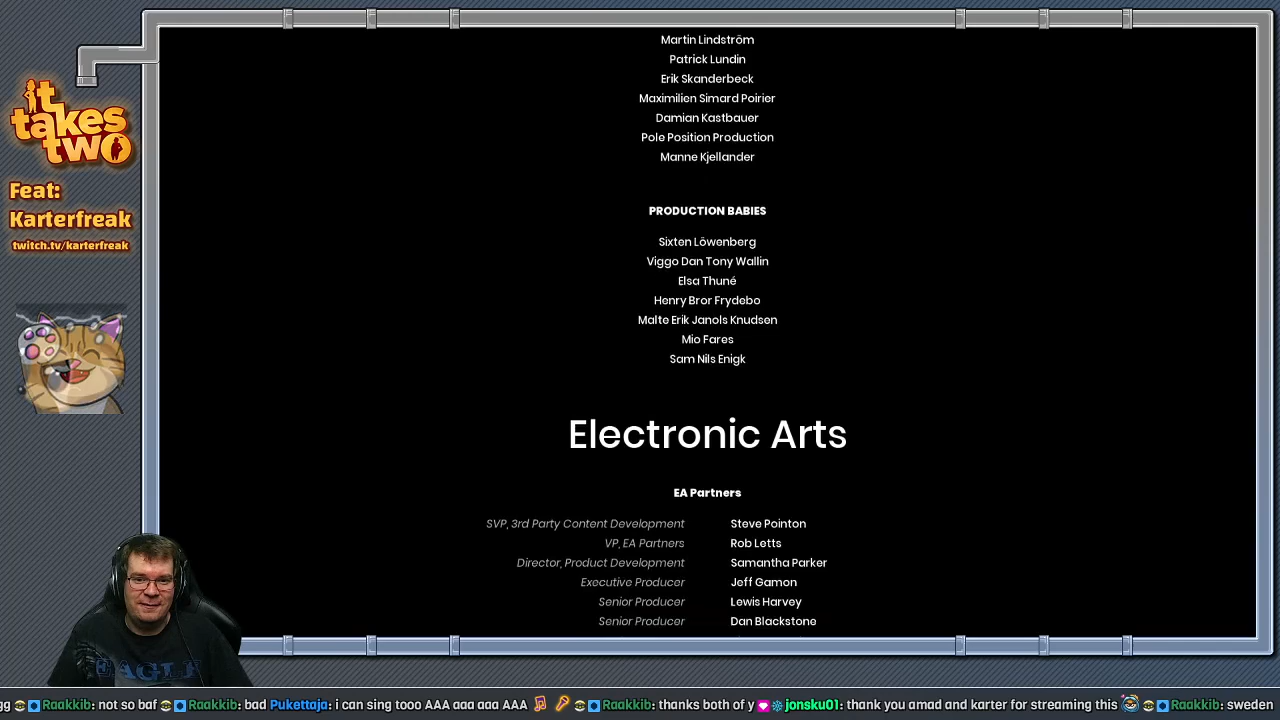 it
takes
two
Feat:
Karterfreak
twitch.tv/karterfreak
Martin Lindström
Patrick Lundin
Erik Skanderbeck
Maximilien Simard Poirier
Damian Kastbauer
Pole Position Production
Manne Kjellander
PRODUCTION BABIES
Sixten Löwenberg
Viggo Dan Tony Wallin
Elsa Thuné
Henry Bror Frydebo
Malte Erik Janols Knudsen
Mio Fares
Sam Nils Enigk
Electronic Arts
EA Partners
SVP, 3rd Party Content Development Steve Pointon
VP, EA Partners Rob Letts
Director, Product Development Samantha Parker
Executive Producer Jeff Gamon
Senior Producer Lewis Harvey
Senior Producer Dan Blackstone
EAGLE
gg Raakkib: not so baf Raakkib: bad Pukettaja: i can sing tooo AAA aaa aaa AAA Raakkib: thanks both of y jonsku01: thank you amad and karter for streaming this Raakkib: sweden